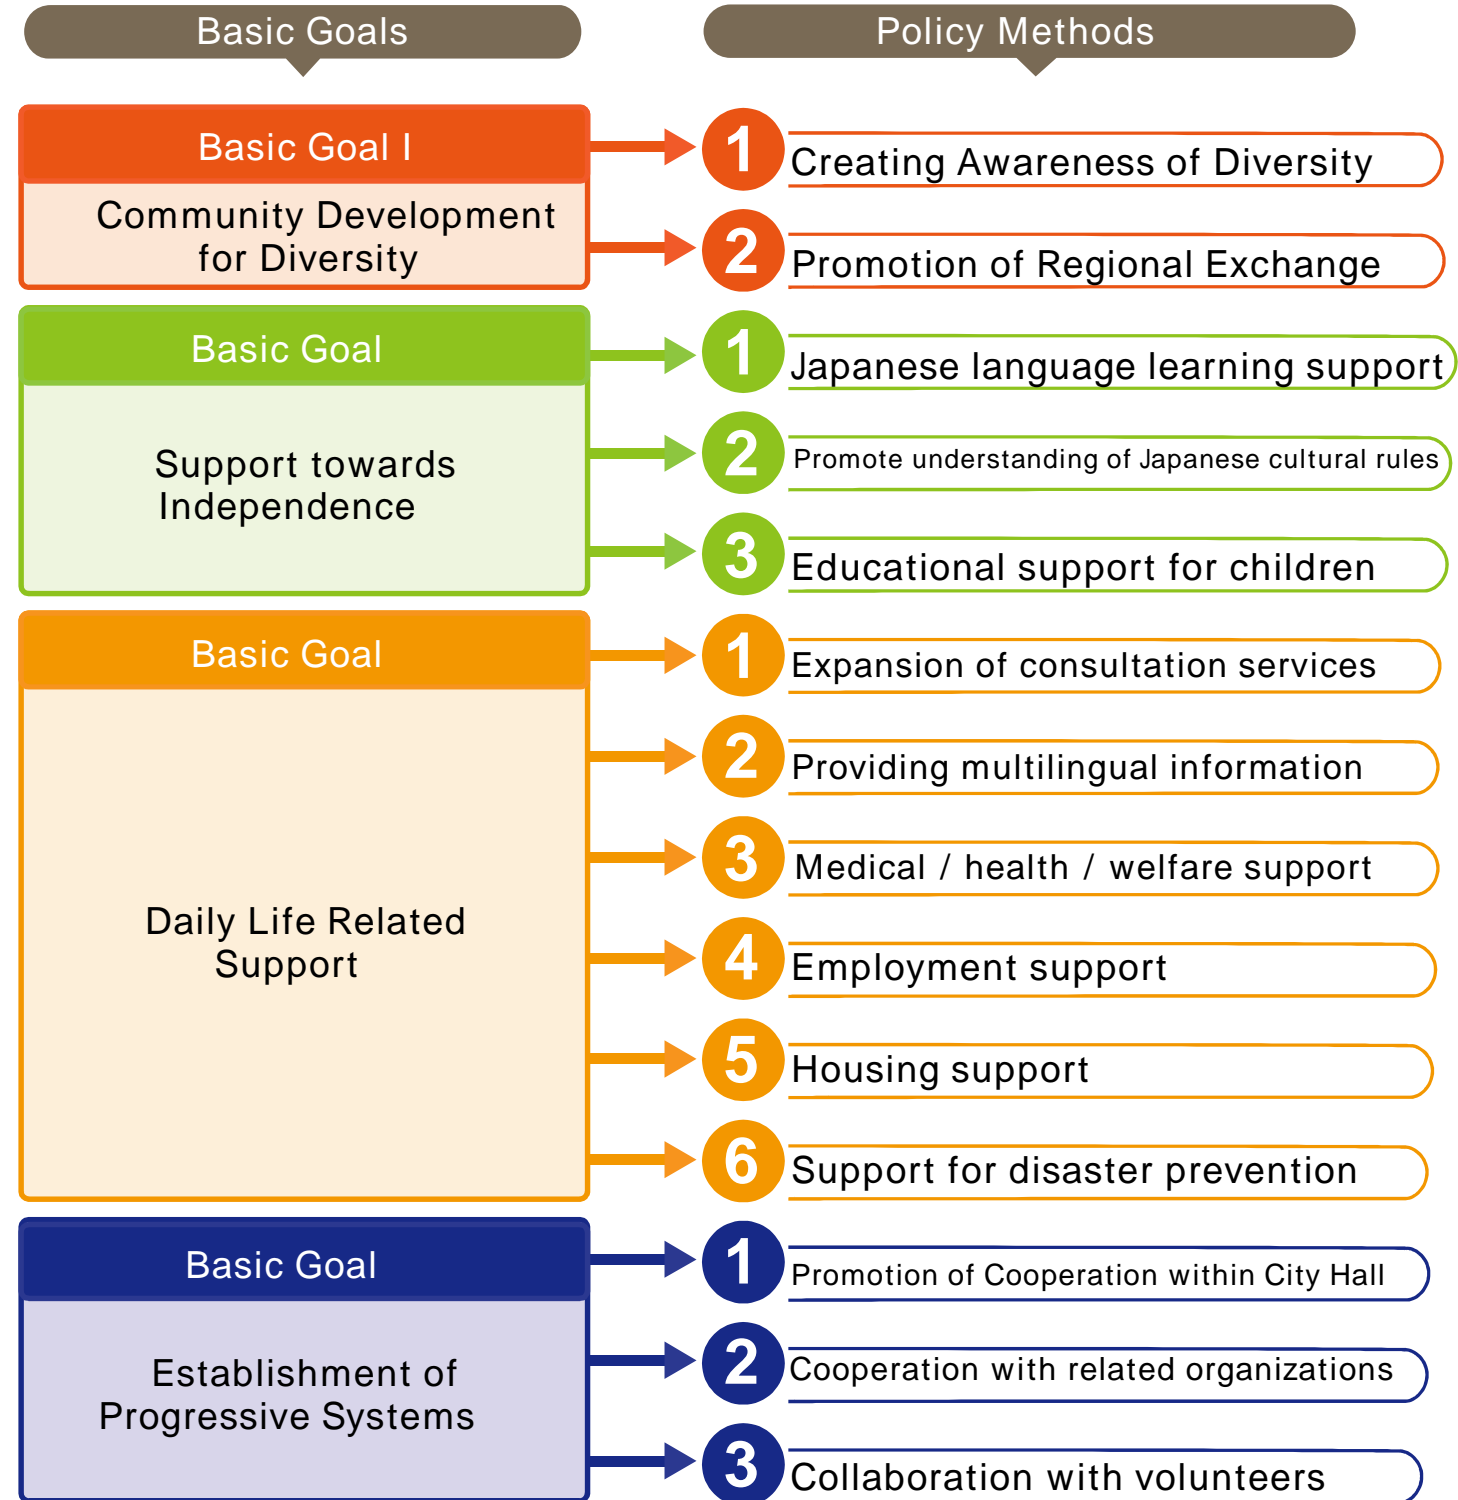 Basic Goals
Policy Methods
Basic Goal I
Community Development
for Diversity
1 Creating Awareness of Diversity
2 Promotion of Regional Exchange
Basic Goal
Support towards
Independence
1 Japanese language learning support
2 Promote understanding of Japanese cultural rules
3 Educational support for children
Basic Goal
Daily Life Related
Support
1 Expansion of consultation services
2 Providing multilingual information
3 Medical / health / welfare support
4 Employment support
5 Housing support
6 Support for disaster prevention
Basic Goal
Establishment of
Progressive Systems
1 Promotion of Cooperation within City Hall
2 Cooperation with related organizations
3 Collaboration with volunteers